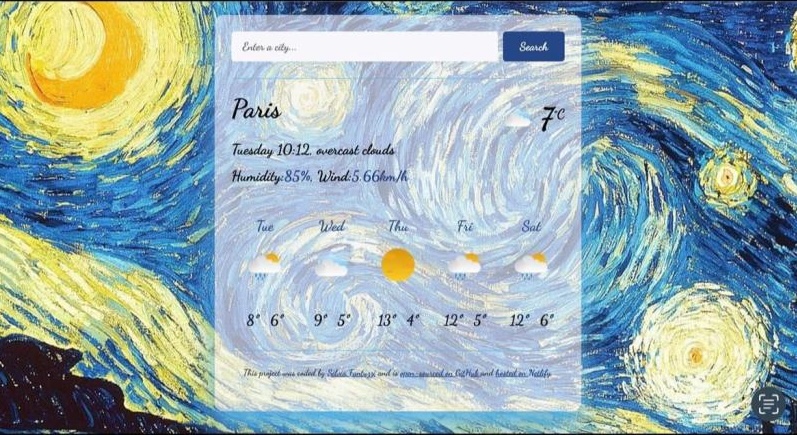 Enter a city...
Search
Paris
7°C
Tuesday 10:12, overcast clouds
Humidity:85%, Wind:5.66km/h
Tue Wed Thu Fri Sat
8° 6° 9° 5° 13° 4° 12° 5° 12° 6°
This project was coded by Silvia Fantuzzi and is open-sourced on GitHub and hosted on Netlify